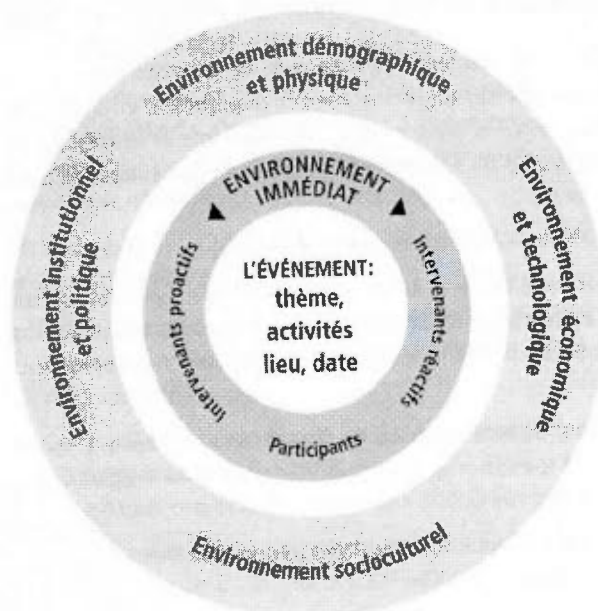 Environnement démographique
et physique
Environnement institutionnel
et politique
Environnement économique
et technologique
ENVIRONNEMENT
IMMÉDIAT
Intervenants proactifs
Intervenants réactifs
L'ÉVÉNEMENT:
thème,
activités
lieu, date
Participants
Environnement socioculturel